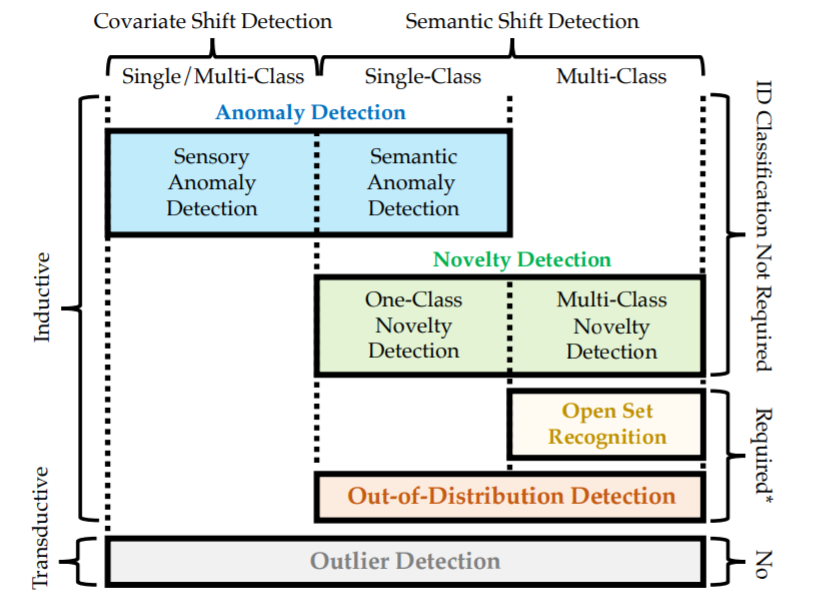 Covariate Shift Detection
Semantic Shift Detection
Single/Multi-Class
Single-Class
Multi-Class
Anomaly Detection
Sensory
Anomaly
Detection
Semantic
Anomaly
Detection
Novelty Detection
One-Class
Novelty
Detection
Multi-Class
Novelty
Detection
Open Set
Recognition
Out-of-Distribution Detection
Outlier Detection
Inductive
Transductive
ID Classification Not Required
Required*
No